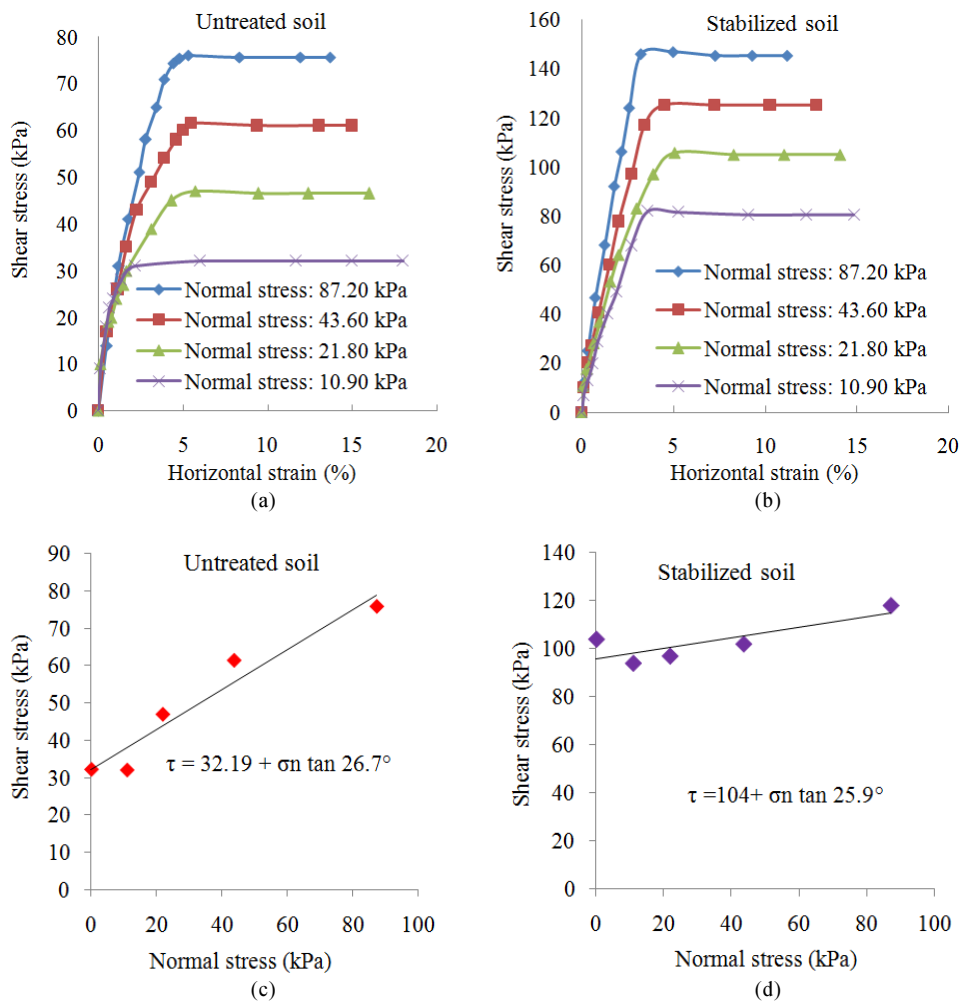 Untreated soil
80
70
60
50
40
30
20
10
0
Shear stress (kPa)
Normal stress: 87.20 kPa
Normal stress: 43.60 kPa
Normal stress: 21.80 kPa
Normal stress: 10.90 kPa
0 5 10 15 20
Horizontal strain (%)
(a)
Stabilized soil
160
140
120
100
80
60
40
20
0
Shear stress (kPa)
Normal stress: 87.20 kPa
Normal stress: 43.60 kPa
Normal stress: 21.80 kPa
Normal stress: 10.90 kPa
0 5 10 15 20
Horizontal strain (%)
(b)
Untreated soil
90
80
70
60
50
40
30
20
10
0
Shear stress (kPa)
τ = 32.19 + σn tan 26.7°
0 20 40 60 80 100
Normal stress (kPa)
(c)
Stabilized soil
140
120
100
80
60
40
20
0
Shear stress (kPa)
τ =104+ σn tan 25.9°
0 20 40 60 80 100
Normal stress (kPa)
(d)